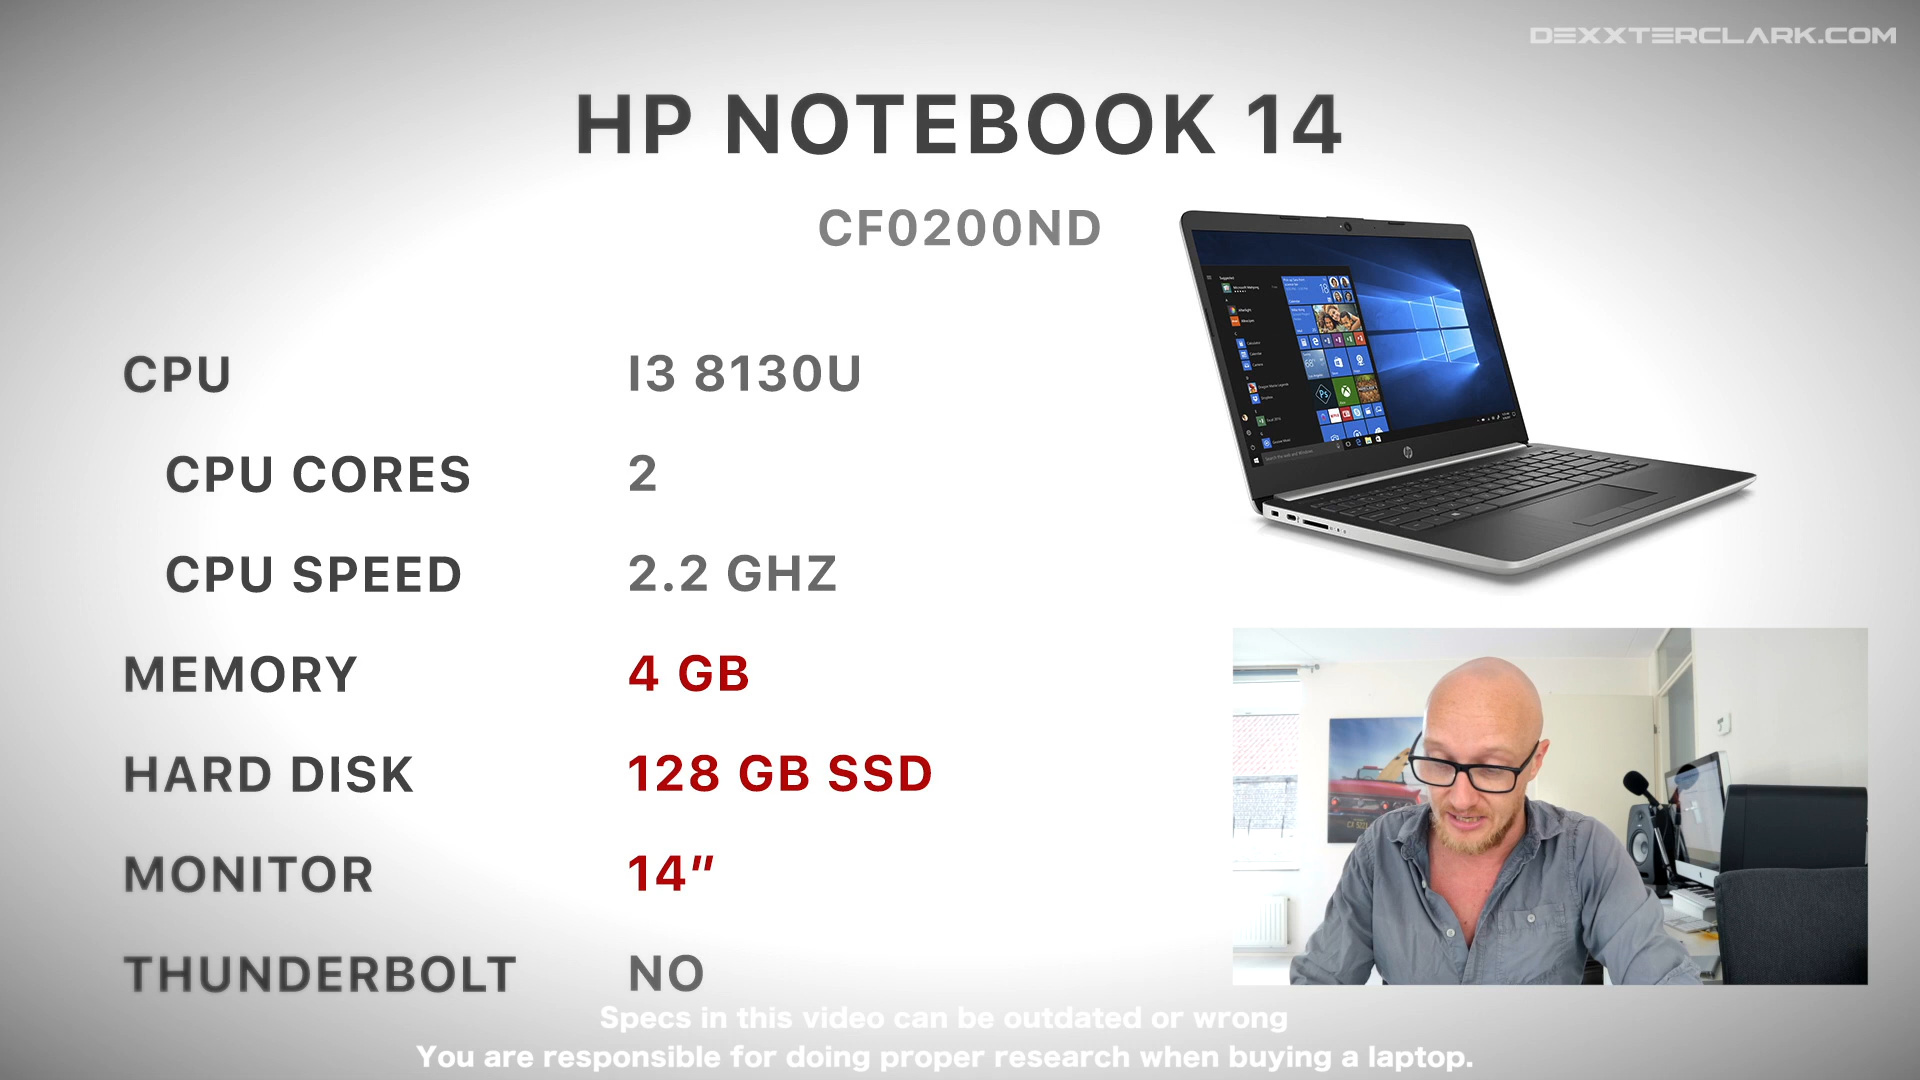 DEXXTERCLARK.COM
HP NOTEBOOK 14
CF0200ND
CPU I3 8130U
CPU CORES 2
CPU SPEED 2.2 GHZ
MEMORY 4 GB
HARD DISK 128 GB SSD
MONITOR 14″
THUNDERBOLT NO
Specs in this video can be outdated or wrong
You are responsible for doing proper research when buying a laptop.